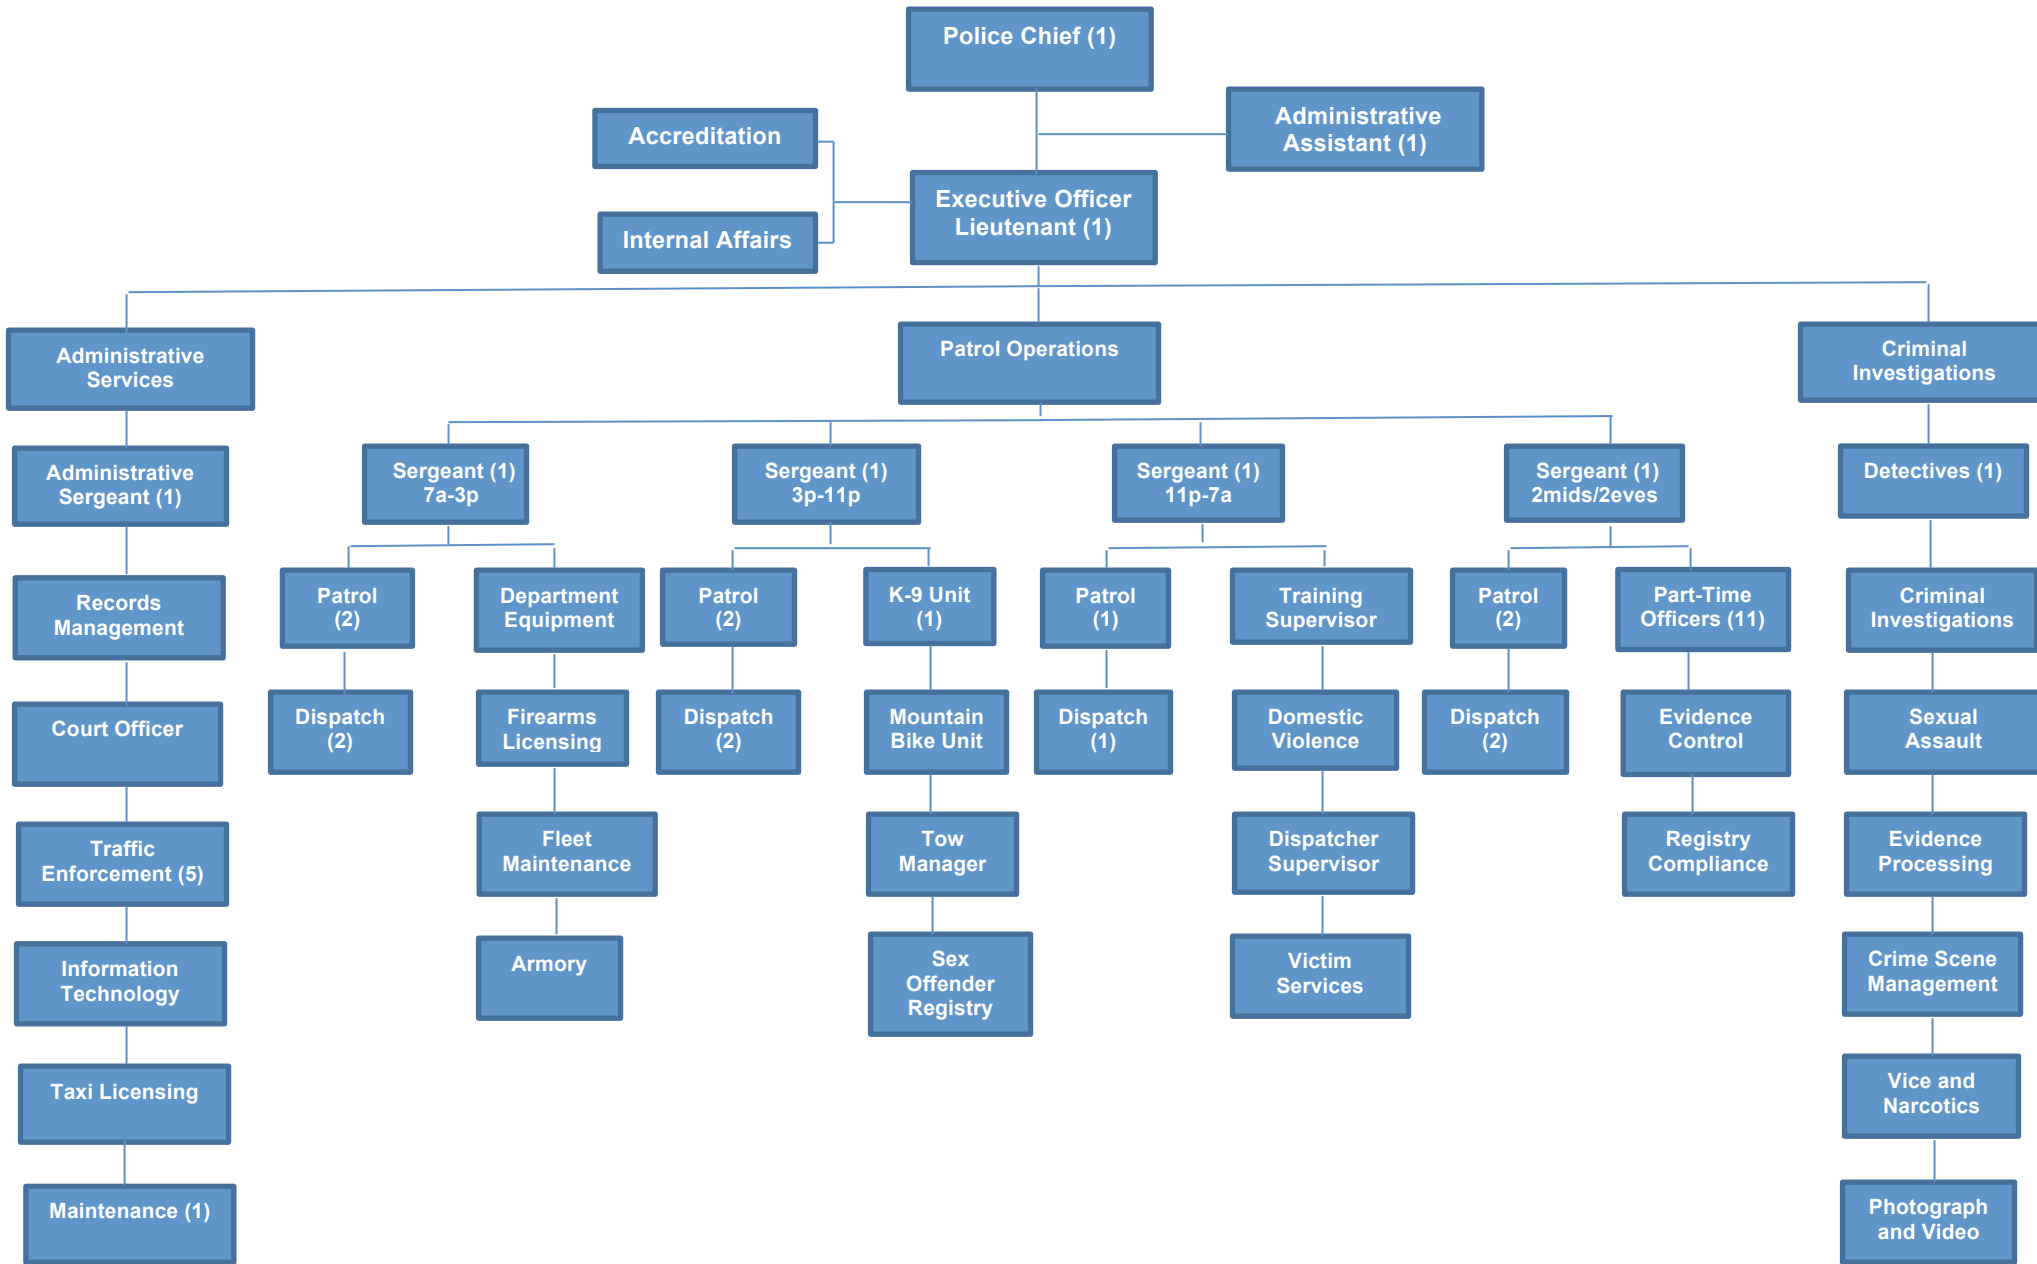 Police Chief (1)
Accreditation
Administrative
Assistant (1)
Executive Officer
Lieutenant (1)
Internal Affairs
Administrative
Services
Patrol Operations
Criminal
Investigations
Administrative
Sergeant (1)
Sergeant (1)
7a-3p
Sergeant (1)
3p-11p
Sergeant (1)
11p-7a
Sergeant (1)
2mids/2eves
Detectives (1)
Records
Management
Patrol
(2)
Department
Equipment
Patrol
(2)
K-9 Unit
(1)
Patrol
(1)
Training
Supervisor
Patrol
(2)
Part-Time
Officers (11)
Criminal
Investigations
Court Officer
Dispatch
(2)
Firearms
Licensing
Dispatch
(2)
Mountain
Bike Unit
Dispatch
(1)
Domestic
Violence
Dispatch
(2)
Evidence
Control
Sexual
Assault
Traffic
Enforcement (5)
Fleet
Maintenance
Tow
Manager
Dispatcher
Supervisor
Registry
Compliance
Evidence
Processing
Information
Technology
Armory
Sex
Offender
Registry
Victim
Services
Crime Scene
Management
Taxi Licensing
Vice and
Narcotics
Maintenance (1)
Photograph
and Video